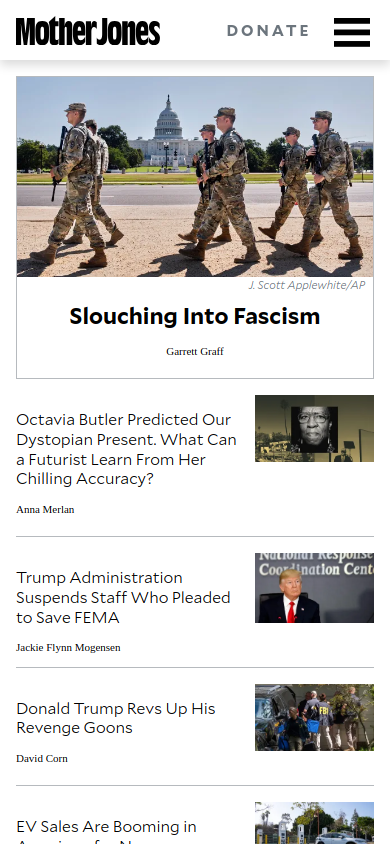 Mother Jones
DONATE
J. Scott Applewhite/AP
Slouching Into Fascism
Garrett Graff
Octavia Butler Predicted Our
Dystopian Present. What Can
a Futurist Learn From Her
Chilling Accuracy?
Anna Merlan
National Response
Coordination Cent
Trump Administration
Suspends Staff Who Pleaded
to Save FEMA
Jackie Flynn Mogensen
Donald Trump Revs Up His
Revenge Goons
FBI
David Corn
EV Sales Are Booming in